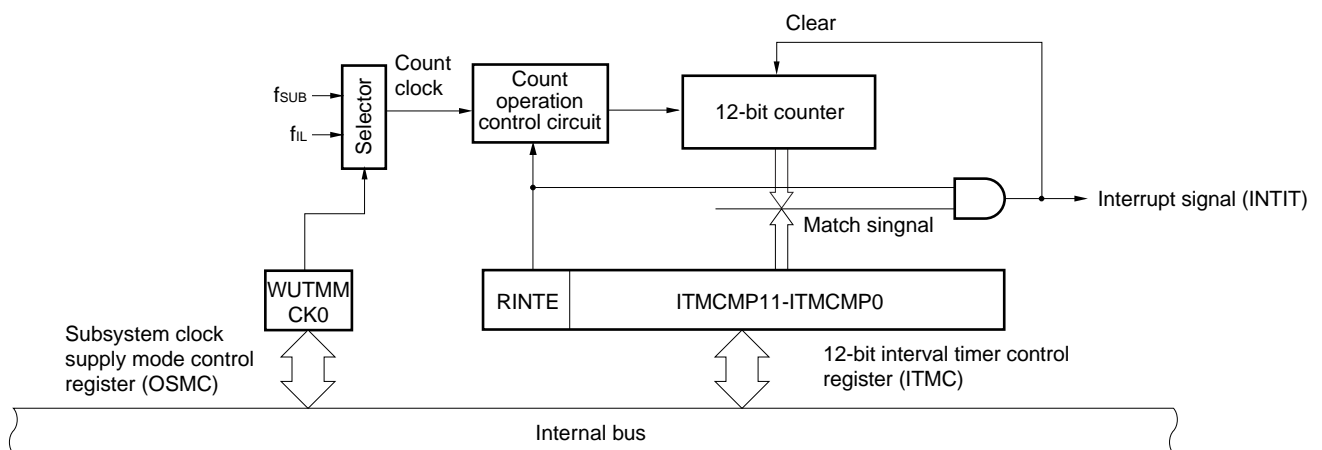 Clear
Count
clock
Count
operation
control circuit
12-bit counter
fSUB
fIL
Selector
Interrupt signal (INTIT)
Match singnal
WUTMM
CK0
RINTE
ITMCMP11-ITMCMP0
Subsystem clock
supply mode control
register (OSMC)
12-bit interval timer control
register (ITMC)
Internal bus